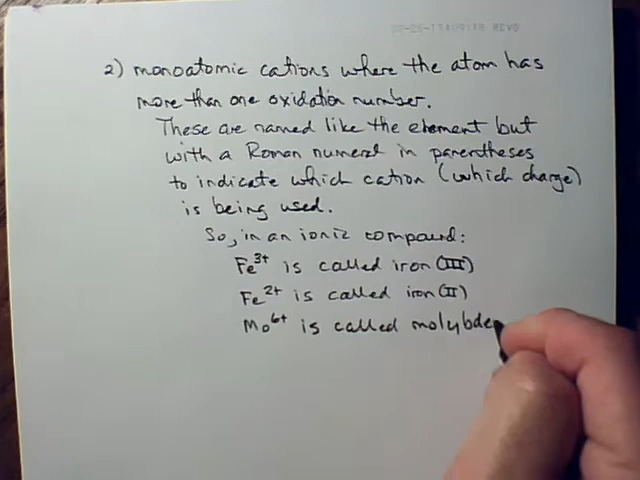 2) monoatomic cations where the atom has
more than one oxidation number.
These are named like the element but
with a Roman numeral in parentheses
to indicate which cation (which charge)
is being used.
So, in an ionic compound:
Fe³⁺ is called iron (III)
Fe²⁺ is called iron (II)
Mo⁶⁺ is called molybde